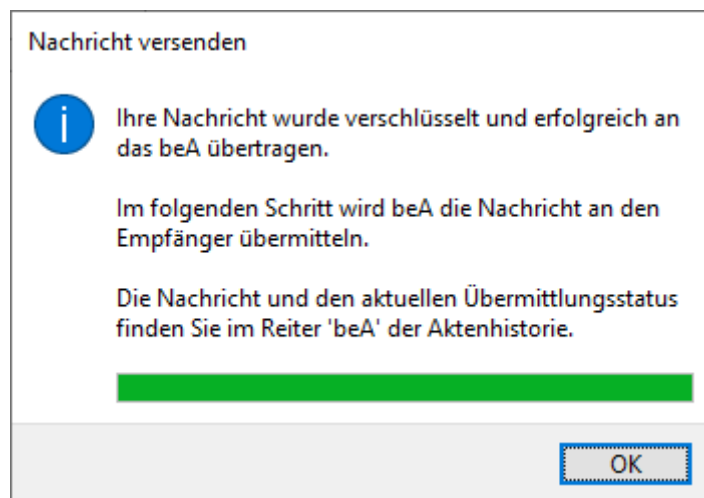 Nachricht versenden
Ihre Nachricht wurde verschlüsselt und erfolgreich an
das beA übertragen.
Im folgenden Schritt wird beA die Nachricht an den
Empfänger übermitteln.
Die Nachricht und den aktuellen Übermittlungsstatus
finden Sie im Reiter 'beA' der Aktenhistorie.
OK